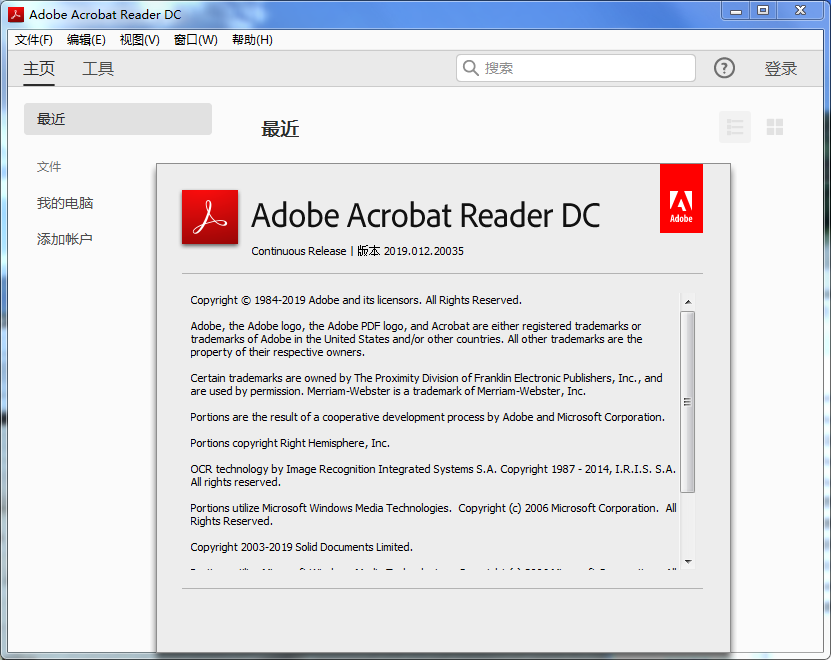 Adobe Acrobat Reader DC
文件(F) 编辑(E) 视图(V) 窗口(W) 帮助(H)
主页 工具 搜索 ? 登录
最近
最近
文件
我的电脑
添加帐户
Adobe Acrobat Reader DC
Adobe
Continuous Release | 版本 2019.012.20035
Copyright © 1984-2019 Adobe and its licensors. All Rights Reserved.
Adobe, the Adobe logo, the Adobe PDF logo, and Acrobat are either registered trademarks or
trademarks of Adobe in the United States and/or other countries. All other trademarks are the
property of their respective owners.
Certain trademarks are owned by The Proximity Division of Franklin Electronic Publishers, Inc., and
are used by permission. Merriam-Webster is a trademark of Merriam-Webster, Inc.
Portions are the result of a cooperative development process by Adobe and Microsoft Corporation.
Portions copyright Right Hemisphere, Inc.
OCR technology by Image Recognition Integrated Systems S.A. Copyright 1987 - 2014, I.R.I.S. S.A.
All rights reserved.
Portions utilize Microsoft Windows Media Technologies.  Copyright (c) 2006 Microsoft Corporation.  All
Rights Reserved.
Copyright 2003-2019 Solid Documents Limited.